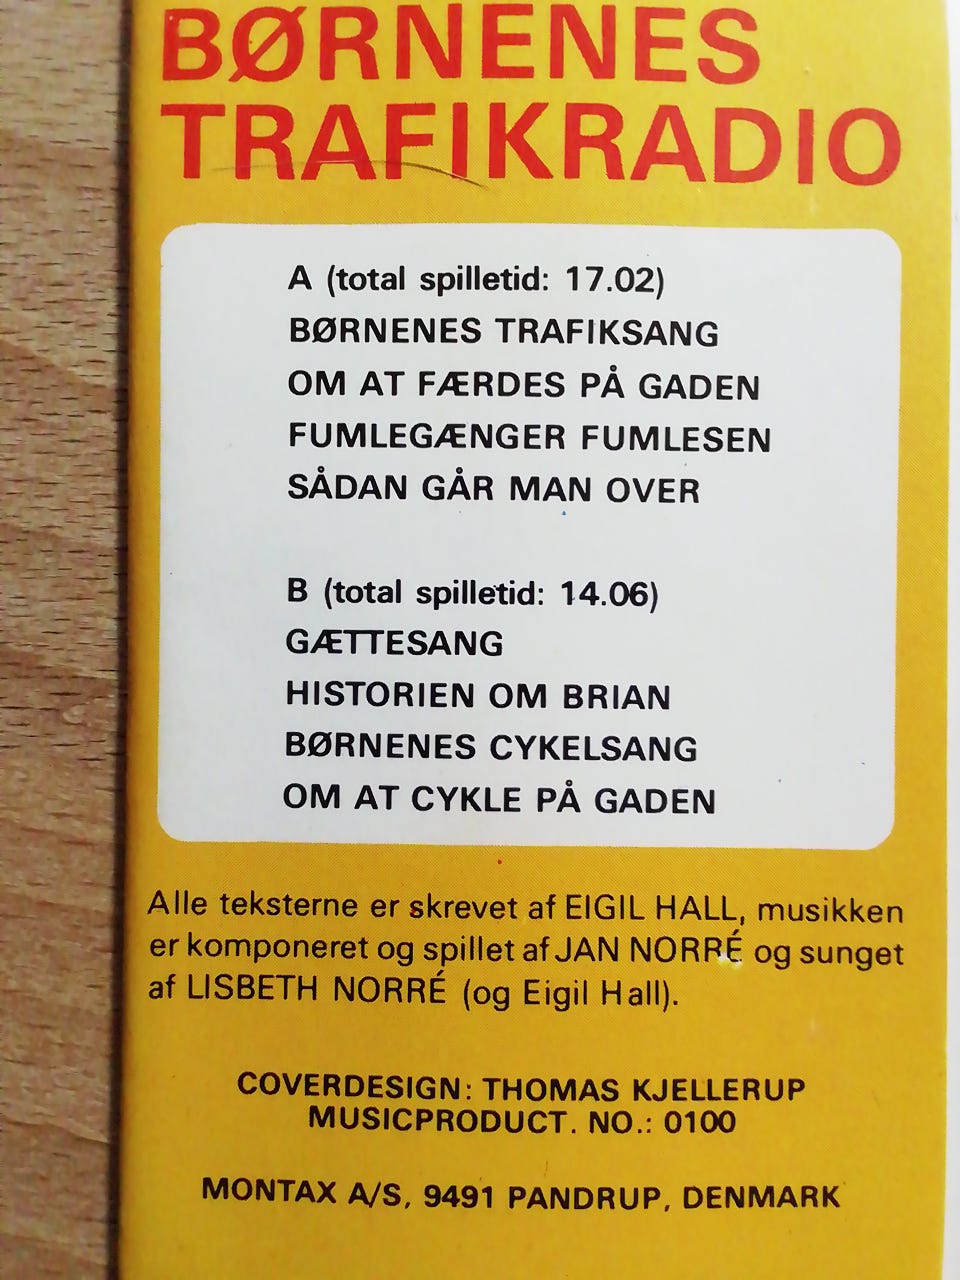 BØRNENES
TRAFIKRADIO
A (total spilletid: 17.02)
BØRNENES TRAFIKSANG
OM AT FÆRDES PÅ GADEN
FUMLEGÆNGER FUMLESEN
SÅDAN GÅR MAN OVER
B (total spilletid: 14.06)
GÆTTESANG
HISTORIEN OM BRIAN
BØRNENES CYKELSANG
OM AT CYKLE PÅ GADEN
Alle teksterne er skrevet af EIGIL HALL, musikken
er komponeret og spillet af JAN NORRÉ og sunget
af LISBETH NORRÉ (og Eigil Hall).
COVERDESIGN: THOMAS KJELLERUP
MUSICPRODUCT. NO.: 0100
MONTAX A/S, 9491 PANDRUP, DENMARK